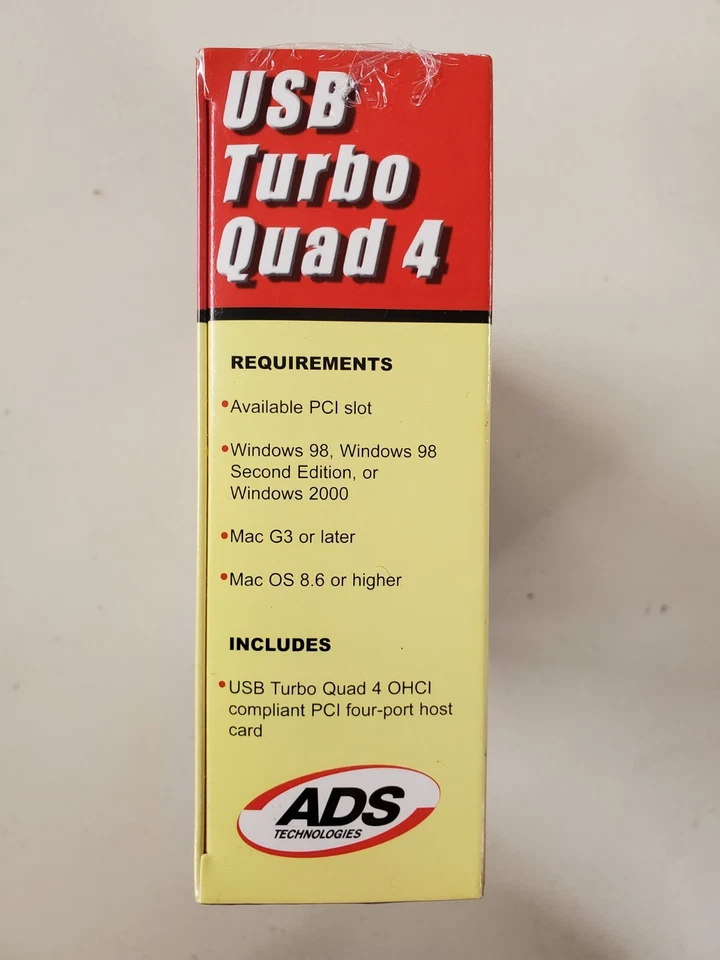 USB
Turbo
Quad 4
REQUIREMENTS
•Available PCI slot
•Windows 98, Windows 98
Second Edition, or
Windows 2000
•Mac G3 or later
•Mac OS 8.6 or higher
INCLUDES
•USB Turbo Quad 4 OHCI
compliant PCI four-port host
card
ADS
TECHNOLOGIES